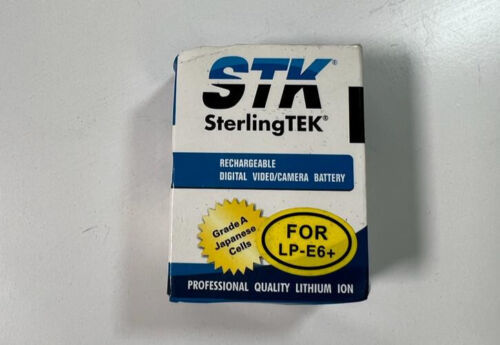 STK®
SterlingTEK®
RECHARGEABLE
DIGITAL VIDEO/CAMERA BATTERY
Grade A
Japanese
Cells
FOR
LP-E6+
PROFESSIONAL QUALITY LITHIUM ION